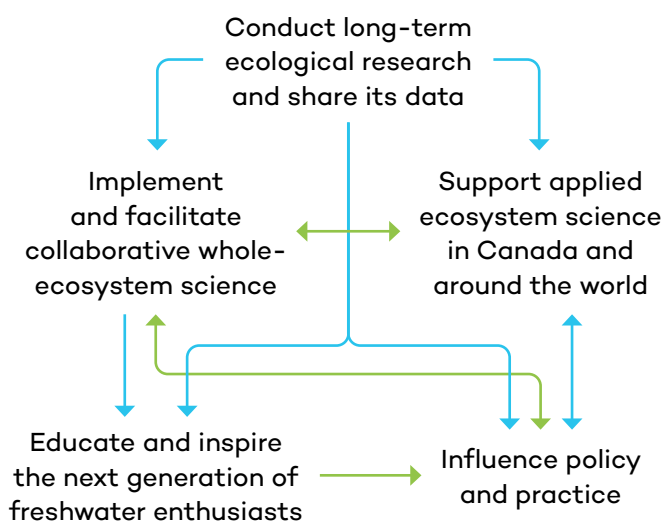 Conduct long-term
ecological research
and share its data
Implement
and facilitate
collaborative whole-
ecosystem science
Support applied
ecosystem science
in Canada and
around the world
Educate and inspire
the next generation of
freshwater enthusiasts
Influence policy
and practice